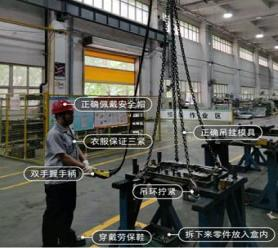 正确佩戴安全帽
作业区
衣服保证三紧
正确吊挂模具
双手握手柄
吊环拧紧
穿戴劳保鞋
拆下来零件放入盒内